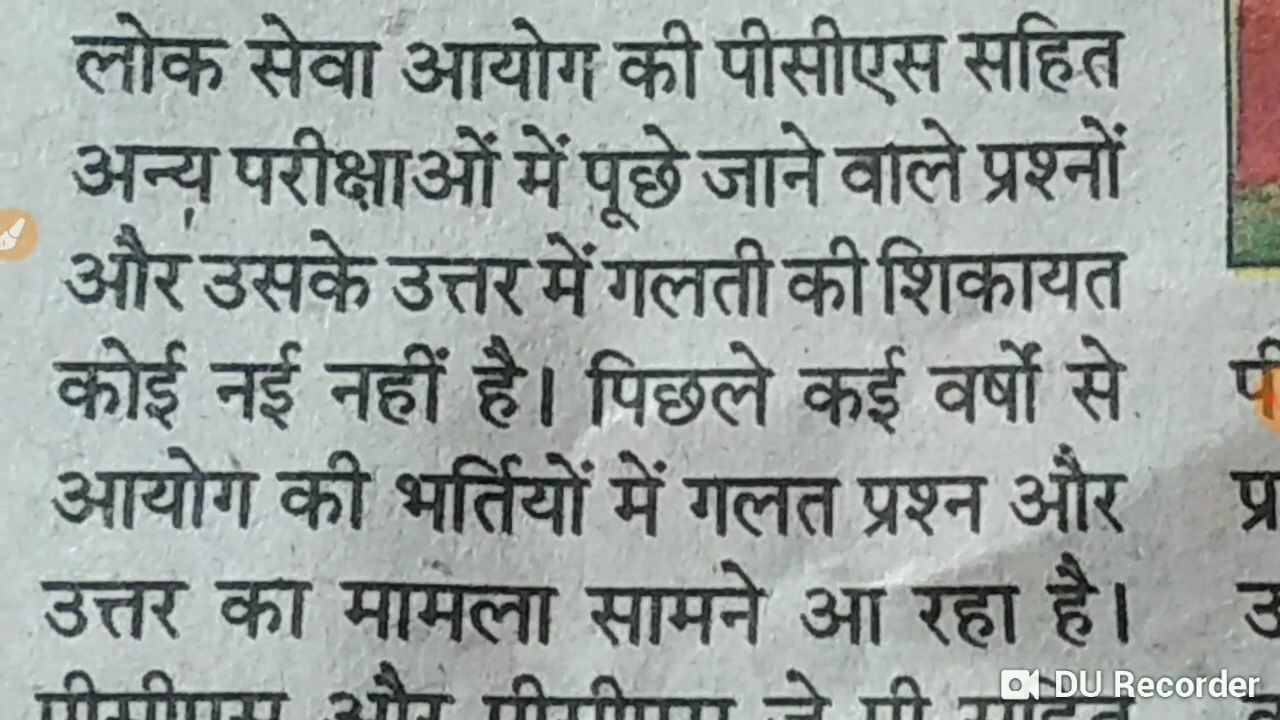 लोक सेवा आयोग की पीसीएस सहित
अन्य परीक्षाओं में पूछे जाने वाले प्रश्नों
और उसके उत्तर में गलती की शिकायत
कोई नई नहीं है। पिछले कई वर्षों से
आयोग की भर्तियों में गलत प्रश्न और
उत्तर का मामला सामने आ रहा है।
DU Recorder